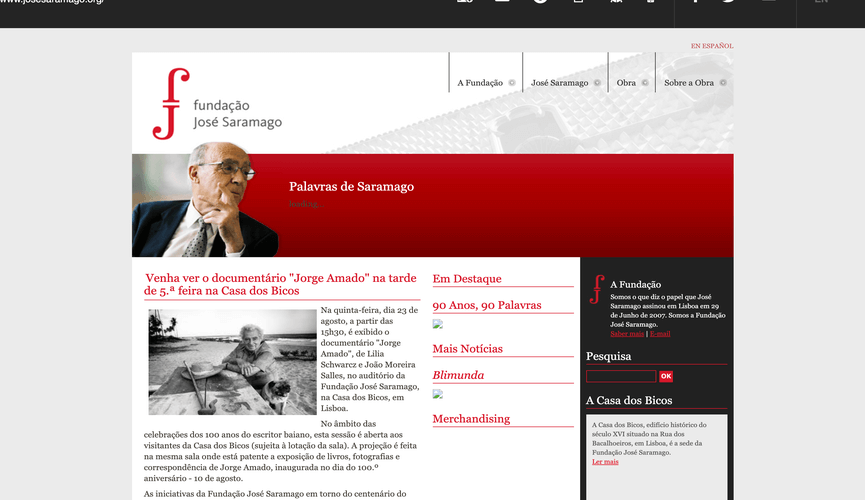 www.josesaramago.org/
EN
EN ESPAÑOL
A Fundação
José Saramago
Obra
Sobre a Obra
fundação
José Saramago
Palavras de Saramago
loading...
Venha ver o documentário "Jorge Amado" na tarde
de 5.ª feira na Casa dos Bicos
Na quinta-feira, dia 23 de
agosto, a partir das
15h30, é exibido o
documentário "Jorge
Amado", de Lilia
Schwarcz e João Moreira
Salles, no auditório da
Fundação José Saramago,
na Casa dos Bicos, em
Lisboa.
No âmbito das
celebrações dos 100 anos do escritor baiano, esta sessão é aberta aos
visitantes da Casa dos Bicos (sujeita à lotação da sala). A projeção é feita
na mesma sala onde está patente a exposição de livros, fotografias e
correspondência de Jorge Amado, inaugurada no dia do 100.º
aniversário - 10 de agosto.
As iniciativas da Fundação José Saramago em torno do centenário do
Em Destaque
90 Anos, 90 Palavras
Mais Notícias
Blimunda
Merchandising
A Fundação
Somos o que diz o papel que José
Saramago assinou em Lisboa em 29
de Junho de 2007. Somos a Fundação
José Saramago.
Saber mais | E-mail
Pesquisa
OK
A Casa dos Bicos
A Casa dos Bicos, edifício histórico do
século XVI situado na Rua dos
Bacalhoeiros, em Lisboa, é a sede da
Fundação José Saramago.
Ler mais